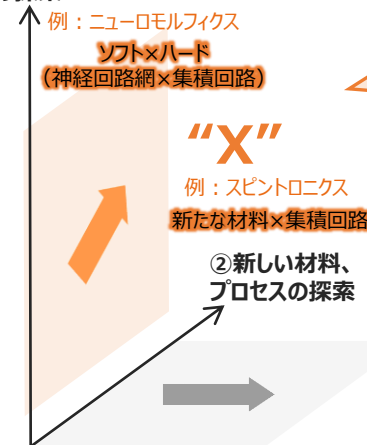 例：ニューロモルフィクス
ソフト×ハード
（神経回路網×集積回路）
“X”
例：スピントロニクス
新たな材料×集積回路
②新しい材料、
プロセスの探索